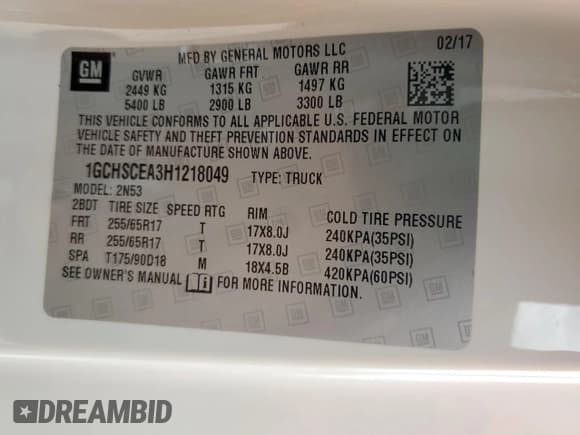 GM
MFD BY GENERAL MOTORS LLC 02/17
GVWR GAWR FRT GAWR RR
2449 KG 1315 KG 1497 KG
5400 LB 2900 LB 3300 LB
THIS VEHICLE CONFORMS TO ALL APPLICABLE U.S. FEDERAL MOTOR
VEHICLE SAFETY AND THEFT PREVENTION STANDARDS IN EFFECT ON
THE DATE OF MANUFACTURE SHOWN ABOVE.
1GCHSCEA3H1218049 TYPE: TRUCK
MODEL: 2N53
2BDT TIRE SIZE SPEED RTG RIM COLD TIRE PRESSURE
FRT 255/65R17 T 17X8.0J 240KPA(35PSI)
RR 255/65R17 T 17X8.0J 240KPA(35PSI)
SPA T175/90D18 M 18X4.5B 420KPA(60PSI)
SEE OWNER'S MANUAL FOR MORE INFORMATION.
DREAMBID